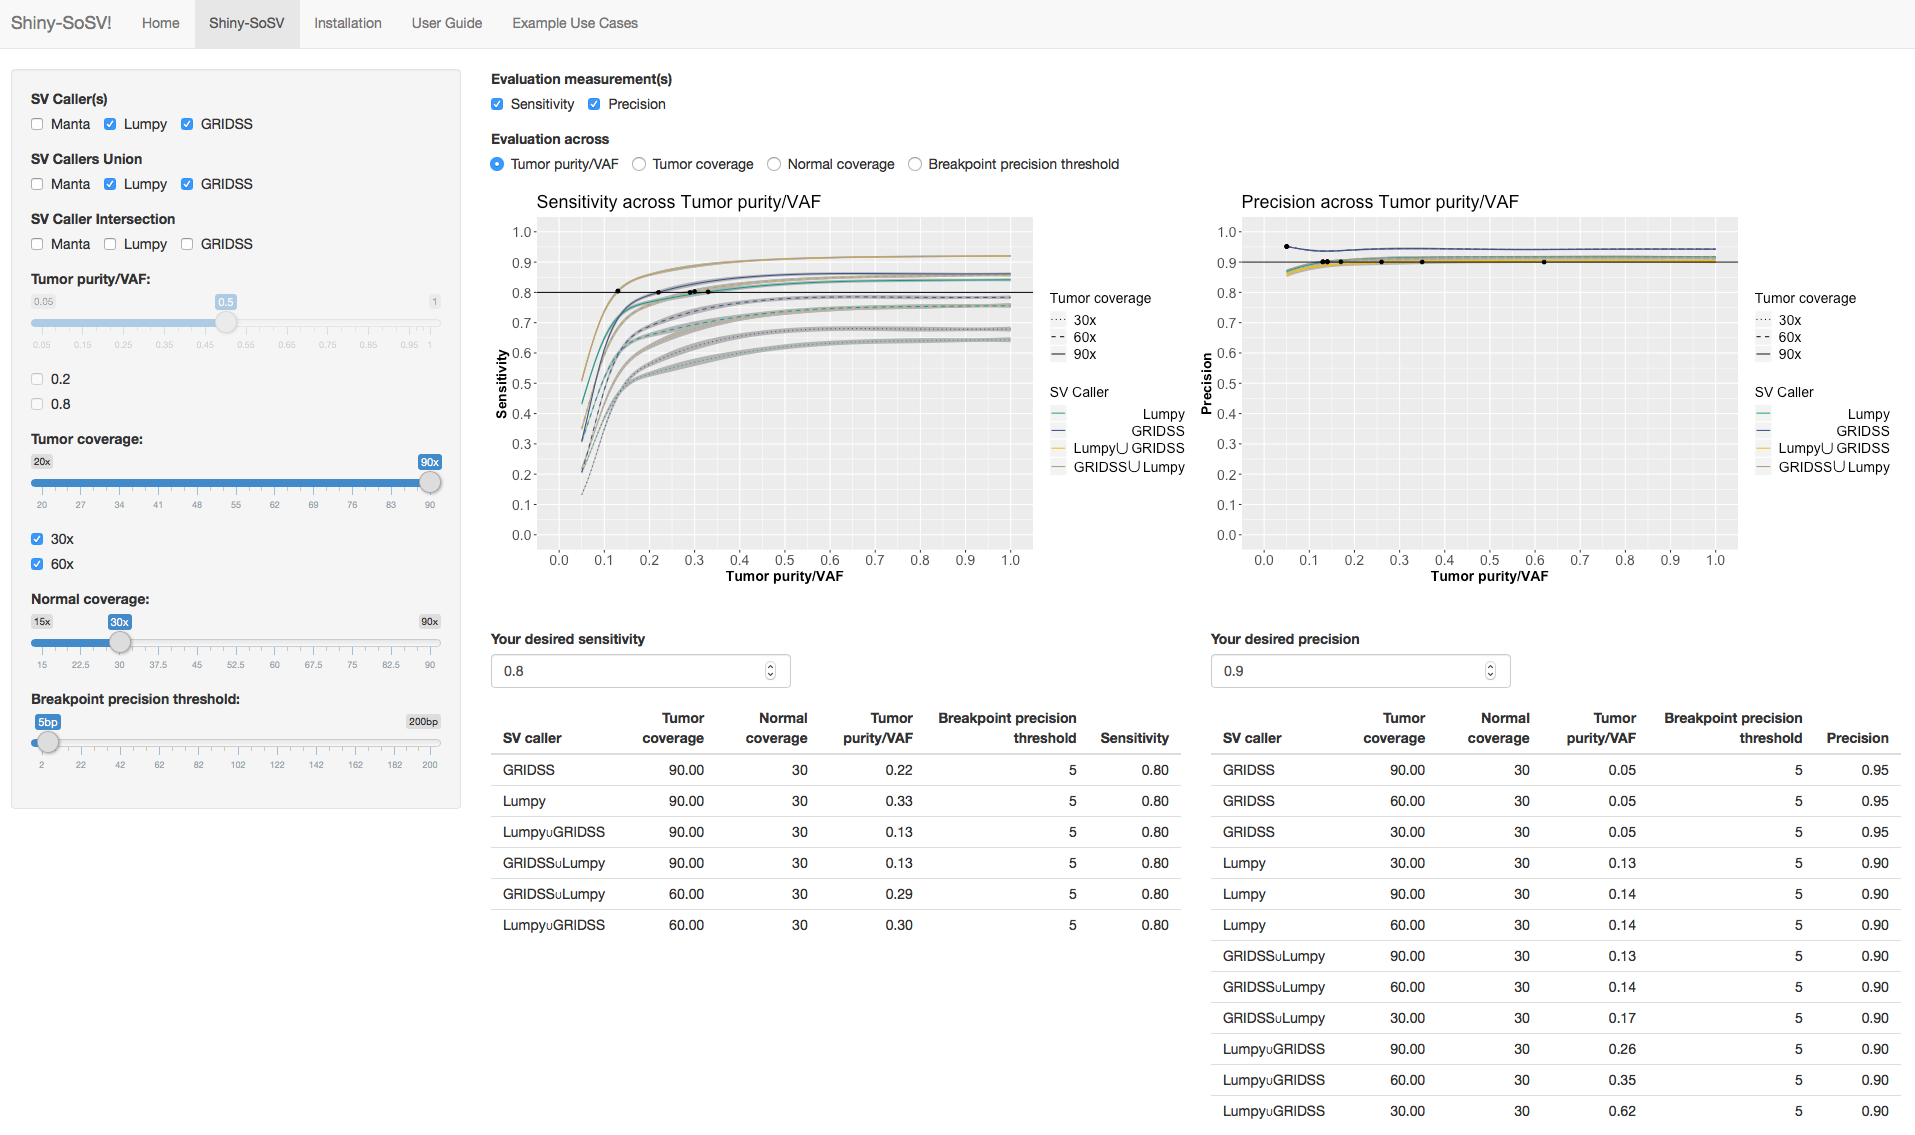 Shiny-SoSV! Home Shiny-SoSV Installation User Guide Example Use Cases
SV Caller(s)
Manta Lumpy GRIDSS
SV Callers Union
Manta Lumpy GRIDSS
SV Caller Intersection
Manta Lumpy GRIDSS
Tumor purity/VAF:
0.05 0.5 1
0.05 0.15 0.25 0.35 0.45 0.55 0.65 0.75 0.85 0.95 1
0.2
0.8
Tumor coverage:
20x 90x
20 27 34 41 48 55 62 69 76 83 90
30x
60x
Normal coverage:
15x 30x 90x
15 22.5 30 37.5 45 52.5 60 67.5 75 82.5 90
Breakpoint precision threshold:
5bp 200bp
2 22 42 62 82 102 122 142 162 182 200
Evaluation measurement(s)
Sensitivity Precision
Evaluation across
Tumor purity/VAF Tumor coverage Normal coverage Breakpoint precision threshold
Sensitivity across Tumor purity/VAF
1.0
0.9
0.8
0.7
0.6
0.5
0.4
0.3
0.2
0.1
0.0
Sensitivity
0.0 0.1 0.2 0.3 0.4 0.5 0.6 0.7 0.8 0.9 1.0
Tumor purity/VAF
Tumor coverage
30x
60x
90x
SV Caller
Lumpy
GRIDSS
Lumpy∪GRIDSS
GRIDSS∪Lumpy
Precision across Tumor purity/VAF
1.0
0.9
0.8
0.7
0.6
0.5
0.4
0.3
0.2
0.1
0.0
Precision
0.0 0.1 0.2 0.3 0.4 0.5 0.6 0.7 0.8 0.9 1.0
Tumor purity/VAF
Tumor coverage
30x
60x
90x
SV Caller
Lumpy
GRIDSS
Lumpy∪GRIDSS
GRIDSS∪Lumpy
Your desired sensitivity
0.8
SV caller Tumor coverage Normal coverage Tumor purity/VAF Breakpoint precision threshold Sensitivity
GRIDSS 90.00 30 0.22 5 0.80
Lumpy 90.00 30 0.33 5 0.80
Lumpy∪GRIDSS 90.00 30 0.13 5 0.80
GRIDSS∪Lumpy 90.00 30 0.13 5 0.80
GRIDSS∪Lumpy 60.00 30 0.29 5 0.80
Lumpy∪GRIDSS 60.00 30 0.30 5 0.80
Your desired precision
0.9
SV caller Tumor coverage Normal coverage Tumor purity/VAF Breakpoint precision threshold Precision
GRIDSS 90.00 30 0.05 5 0.95
GRIDSS 60.00 30 0.05 5 0.95
GRIDSS 30.00 30 0.05 5 0.95
Lumpy 30.00 30 0.13 5 0.90
Lumpy 90.00 30 0.14 5 0.90
Lumpy 60.00 30 0.14 5 0.90
GRIDSS∪Lumpy 90.00 30 0.13 5 0.90
GRIDSS∪Lumpy 60.00 30 0.14 5 0.90
GRIDSS∪Lumpy 30.00 30 0.17 5 0.90
Lumpy∪GRIDSS 90.00 30 0.26 5 0.90
Lumpy∪GRIDSS 60.00 30 0.35 5 0.90
Lumpy∪GRIDSS 30.00 30 0.62 5 0.90